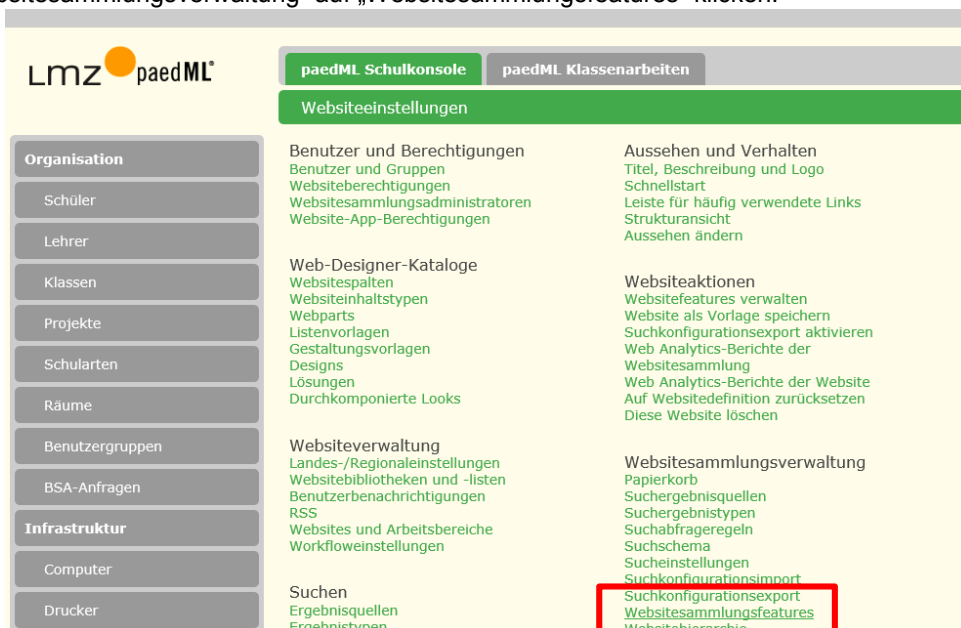 „Websitesammlungsfeatures“ klicken.
LMZ paedML®
paedML Schulkonsole
paedML Klassenarbeiten
Websiteeinstellungen
Organisation
Schüler
Lehrer
Klassen
Projekte
Schularten
Räume
Benutzergruppen
BSA-Anfragen
Infrastruktur
Computer
Drucker
Benutzer und Berechtigungen
Benutzer und Gruppen
Websiteberechtigungen
Websitesammlungsadministratoren
Website-App-Berechtigungen
Web-Designer-Kataloge
Websitespalten
Websiteinhaltstypen
Webparts
Listenvorlagen
Gestaltungsvorlagen
Designs
Lösungen
Durchkomponierte Looks
Websiteverwaltung
Landes-/Regionaleinstellungen
Websitebibliotheken und -listen
Benutzerbenachrichtigungen
RSS
Websites und Arbeitsbereiche
Workfloweinstellungen
Suchen
Ergebnisquellen
Ergebnistypen
Aussehen und Verhalten
Titel, Beschreibung und Logo
Schnellstart
Leiste für häufig verwendete Links
Strukturansicht
Aussehen ändern
Websiteaktionen
Websitefeatures verwalten
Website als Vorlage speichern
Suchkonfigurationsexport aktivieren
Web Analytics-Berichte der
Websitesammlung
Web Analytics-Berichte der Website
Auf Websitedefinition zurücksetzen
Diese Website löschen
Websitesammlungsverwaltung
Papierkorb
Suchergebnisquellen
Suchergebnistypen
Suchabfrageregeln
Suchschema
Sucheinstellungen
Suchkonfigurationsimport
Suchkonfigurationsexport
Websitesammlungsfeatures
Websitehierarchie